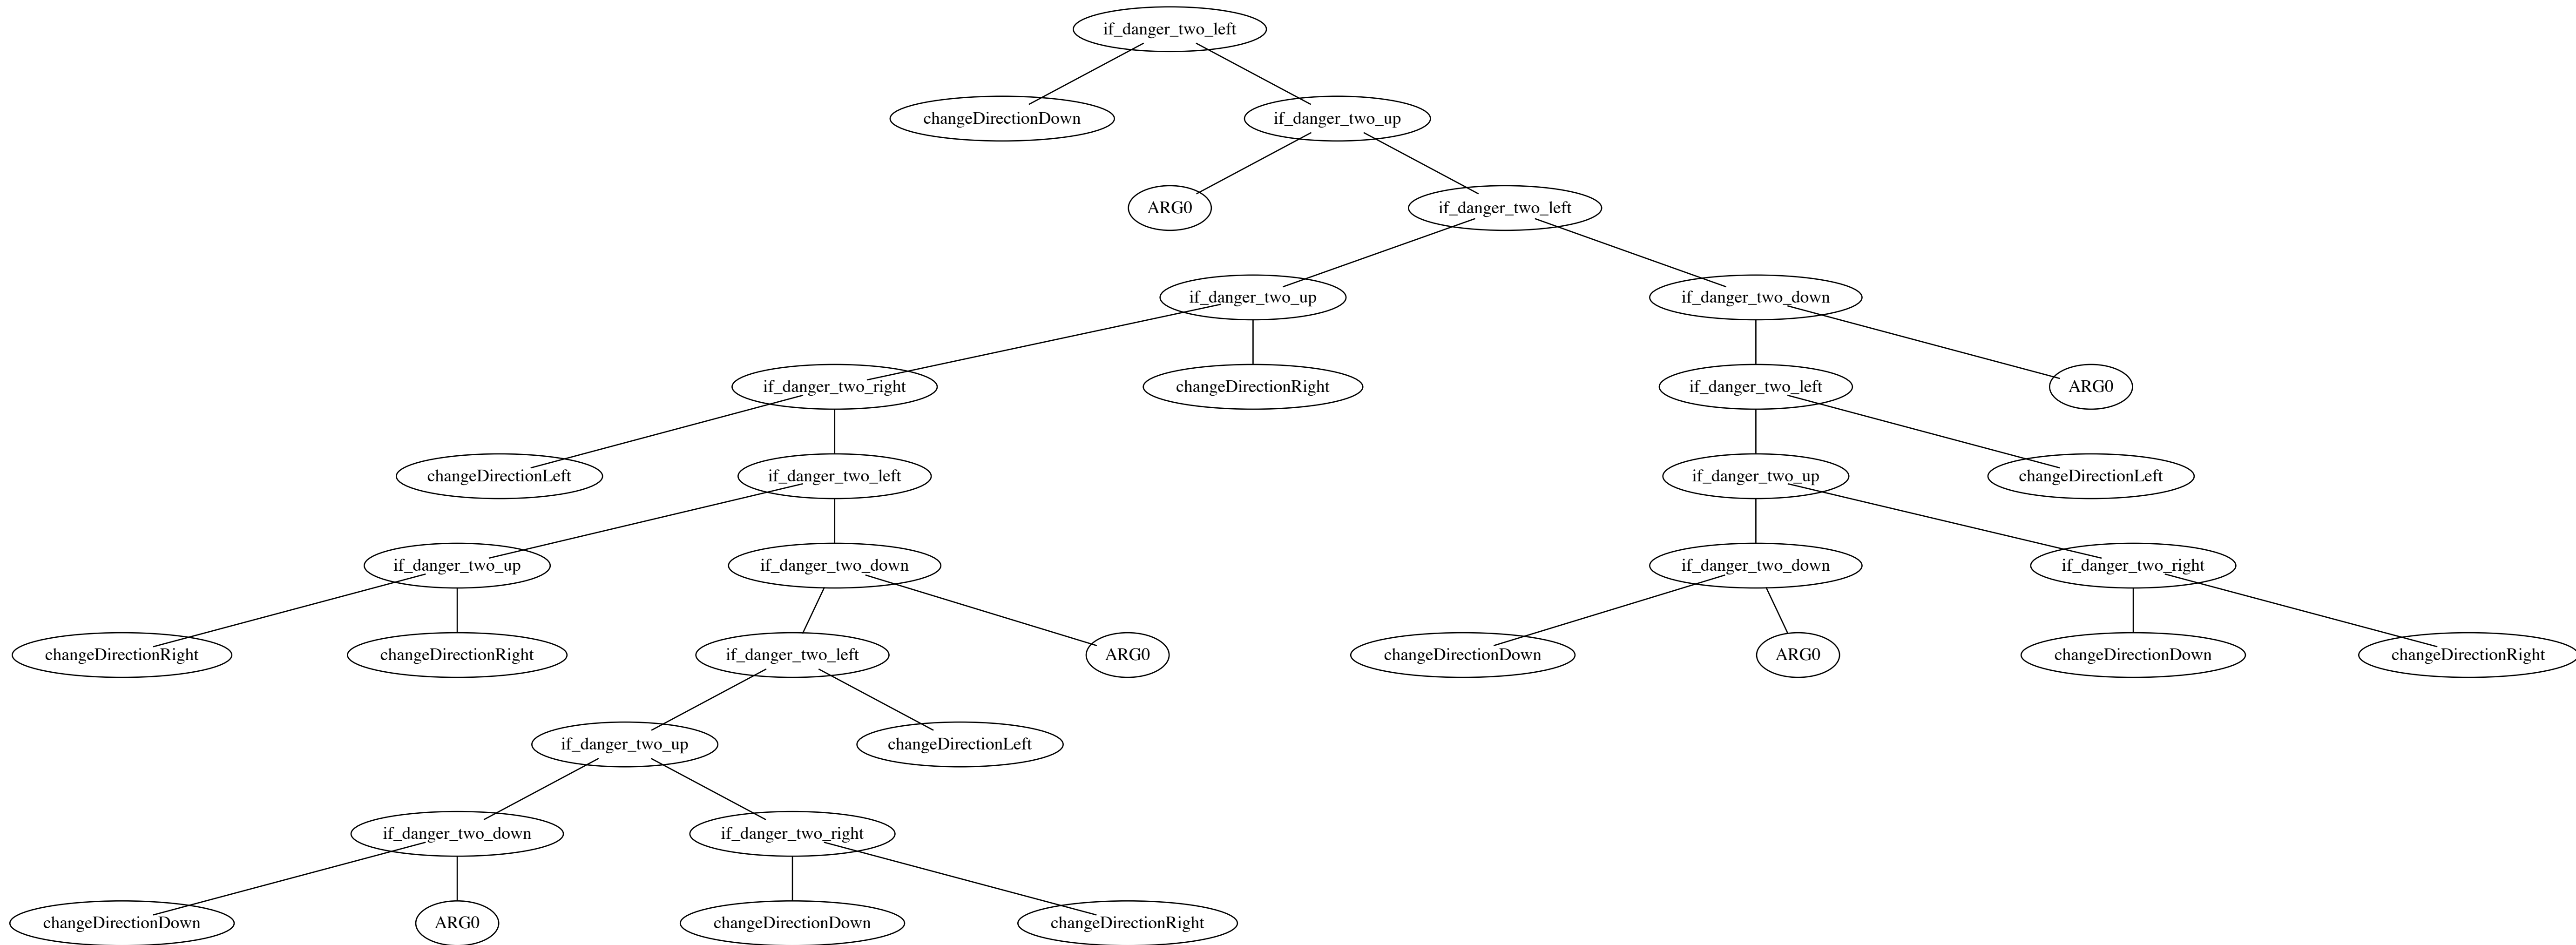 if_danger_two_left
changeDirectionDown
if_danger_two_up
ARG0
if_danger_two_left
if_danger_two_up
if_danger_two_down
if_danger_two_right
changeDirectionRight
if_danger_two_left
ARG0
changeDirectionLeft
if_danger_two_left
if_danger_two_up
changeDirectionLeft
if_danger_two_up
if_danger_two_down
if_danger_two_down
if_danger_two_right
changeDirectionRight
changeDirectionRight
if_danger_two_left
ARG0
changeDirectionDown
ARG0
changeDirectionDown
changeDirectionRight
if_danger_two_up
changeDirectionLeft
if_danger_two_down
if_danger_two_right
changeDirectionDown
ARG0
changeDirectionDown
changeDirectionRight